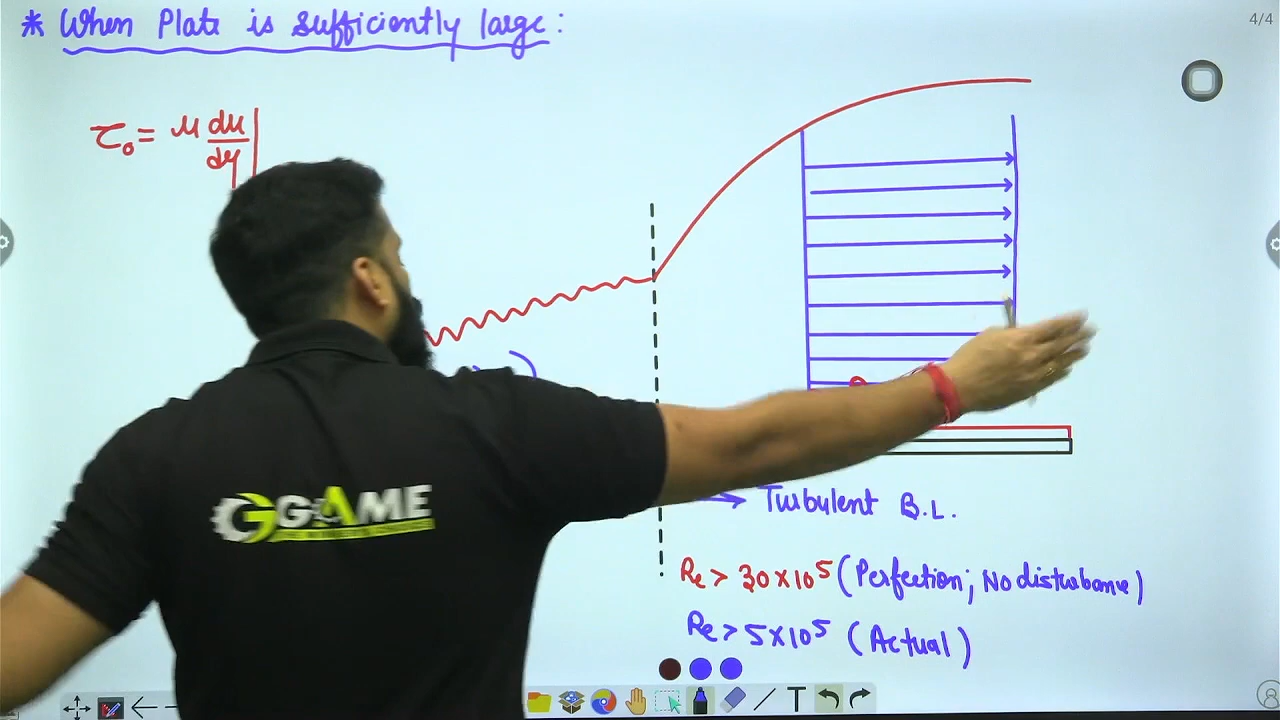 * When Plate is sufficiently large:
4/4
τ₀ = μ du/dy |
→ Turbulent B.L.
Re > 30×10⁵ (Perfection; No disturbance)
Re > 5×10⁵ (Actual)
T